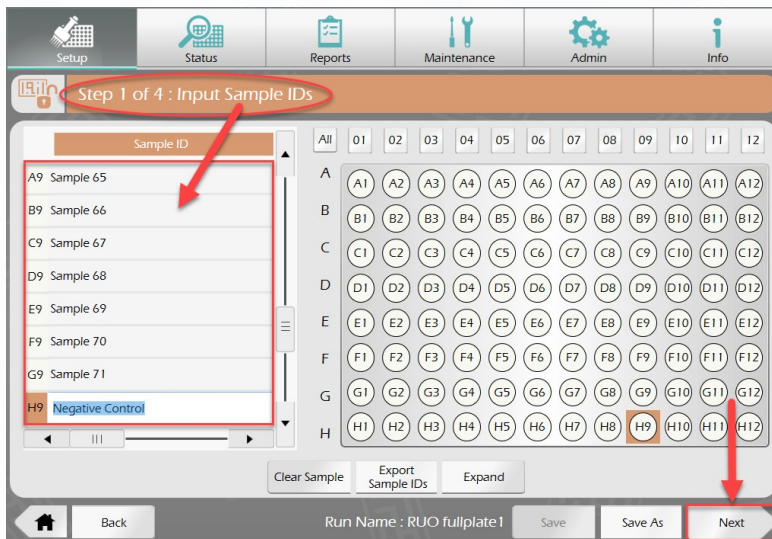 Setup
Status
Reports
Maintenance
Admin
Info
Step 1 of 4 : Input Sample IDs
Sample ID
A9 Sample 65
B9 Sample 66
C9 Sample 67
D9 Sample 68
E9 Sample 69
F9 Sample 70
G9 Sample 71
H9 Negative Control
All 01 02 03 04 05 06 07 08 09 10 11 12
A A1 A2 A3 A4 A5 A6 A7 A8 A9 A10 A11 A12
B B1 B2 B3 B4 B5 B6 B7 B8 B9 B10 B11 B12
C C1 C2 C3 C4 C5 C6 C7 C8 C9 C10 C11 C12
D D1 D2 D3 D4 D5 D6 D7 D8 D9 D10 D11 D12
E E1 E2 E3 E4 E5 E6 E7 E8 E9 E10 E11 E12
F F1 F2 F3 F4 F5 F6 F7 F8 F9 F10 F11 F12
G G1 G2 G3 G4 G5 G6 G7 G8 G9 G10 G11 G12
H H1 H2 H3 H4 H5 H6 H7 H8 H9 H10 H11 H12
Clear Sample
Export
Sample IDs
Expand
Back
Run Name : RUO fullplate1
Save
Save As
Next